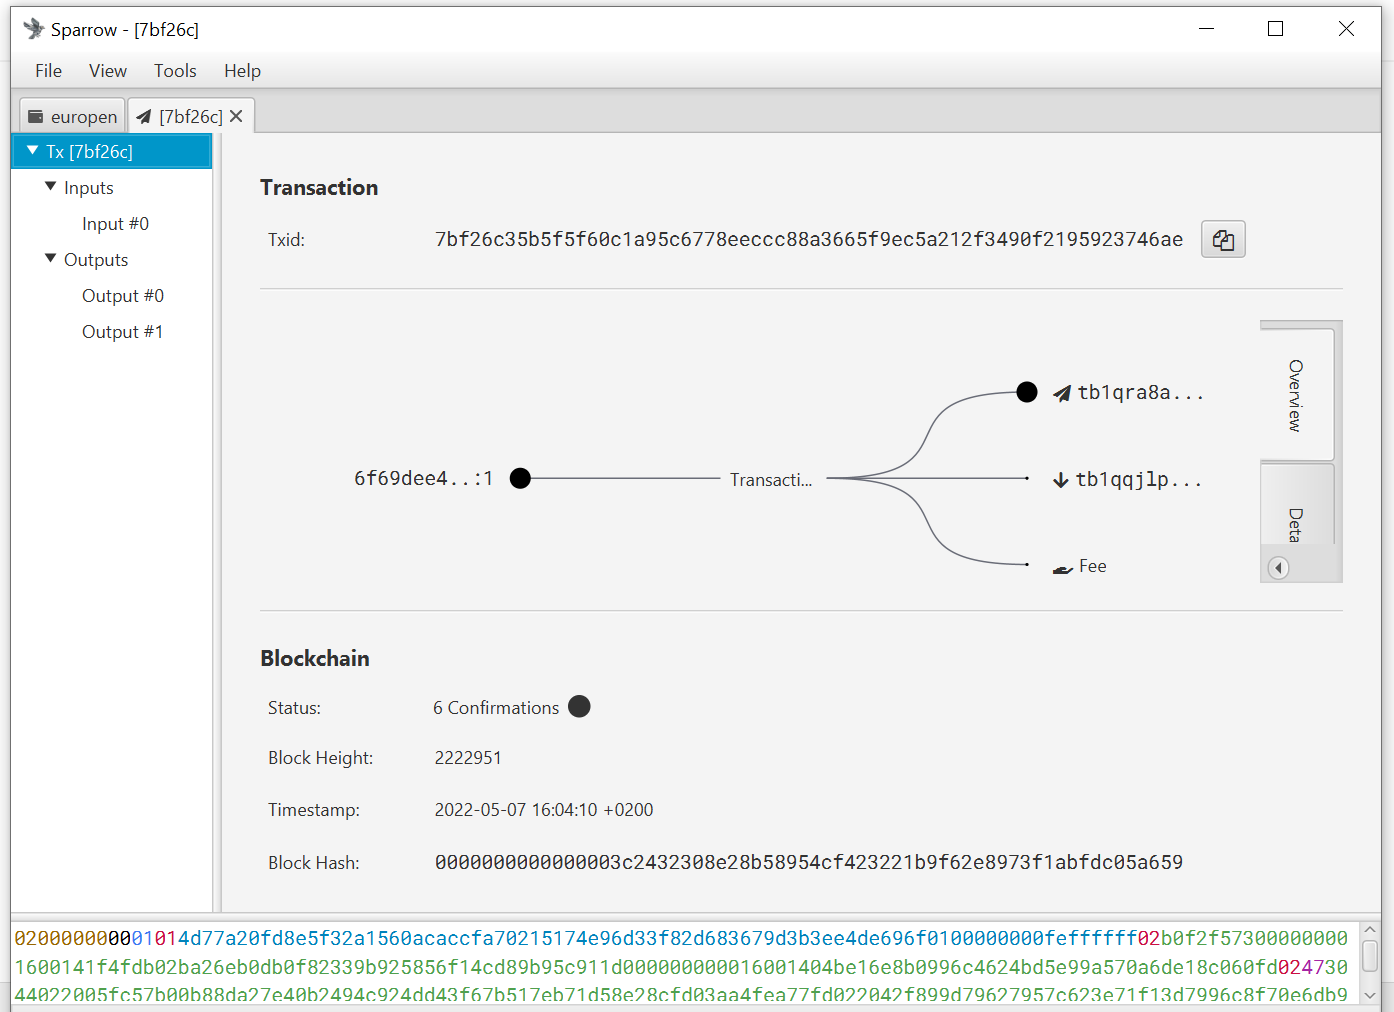 Sparrow - [7bf26c]
File View Tools Help
europen [7bf26c]
Tx [7bf26c]
Inputs
Input #0
Outputs
Output #0
Output #1
Transaction
Txid: 7bf26c35b5f5f60c1a95c6778eeccc88a3665f9ec5a212f3490f2195923746ae
6f69dee4..:1
Transacti...
tb1qra8a...
tb1qqjlp...
Fee
Overview
Deta
Blockchain
Status: 6 Confirmations
Block Height: 2222951
Timestamp: 2022-05-07 16:04:10 +0200
Block Hash: 0000000000000003c2432308e28b58954cf423221b9f62e8973f1abfdc05a659
020000000001014d77a20fd8e5f32a1560acaccfa70215174e96d33f82d683679d3b3ee4de696f0100000000feffffff02b0f2f57300000000
1600141f4fdb02ba26eb0db0f82339b925856f14cd89b95c911d000000000016001404be16e8b0996c4624bd5e99a570a6de18c060fd024730
44022005fc57b00b88da27e40b2494c924dd43f67b517eb71d58e28cfd03aa4fea77fd022042f899d79627957c623e71f13d7996c8f70e6db9